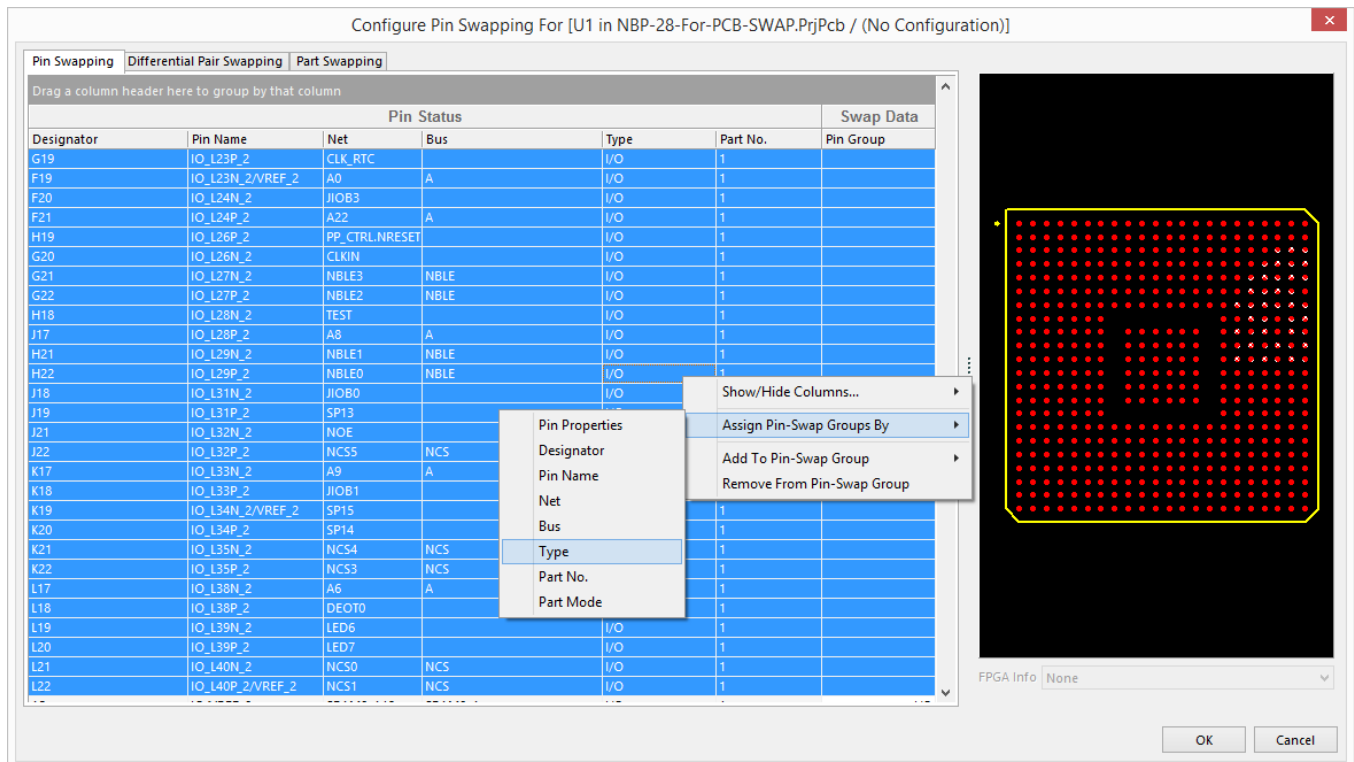 Configure Pin Swapping For [U1 in NBP-28-For-PCB-SWAP.PrjPcb / (No Configuration)]
Pin Swapping Differential Pair Swapping Part Swapping
Drag a column header here to group by that column
Pin Status Swap Data
Designator Pin Name Net Bus Type Part No. Pin Group
G19 IO_L23P_2 CLK_RTC I/O 1
F19 IO_L23N_2/VREF_2 A0 A I/O 1
F20 IO_L24N_2 JIOB3 I/O 1
F21 IO_L24P_2 A22 A I/O 1
H19 IO_L26P_2 PP_CTRL.NRESET I/O 1
G20 IO_L26N_2 CLKIN I/O 1
G21 IO_L27N_2 NBLE3 NBLE I/O 1
G22 IO_L27P_2 NBLE2 NBLE I/O 1
H18 IO_L28N_2 TEST I/O 1
J17 IO_L28P_2 A8 A I/O 1
H21 IO_L29N_2 NBLE1 NBLE I/O 1
H22 IO_L29P_2 NBLE0 NBLE I/O 1
J18 IO_L31N_2 JIOB0 I/O
J19 IO_L31P_2 SP13
J21 IO_L32N_2 NOE
J22 IO_L32P_2 NCS5 NCS
K17 IO_L33N_2 A9 A
K18 IO_L33P_2 JIOB1
K19 IO_L34N_2/VREF_2 SP15 1
K20 IO_L34P_2 SP14 1
K21 IO_L35N_2 NCS4 NCS 1
K22 IO_L35P_2 NCS3 NCS 1
L17 IO_L38N_2 A6 A 1
L18 IO_L38P_2 DEOT0 1
L19 IO_L39N_2 LED6 I/O 1
L20 IO_L39P_2 LED7 I/O 1
L21 IO_L40N_2 NCS0 NCS I/O 1
L22 IO_L40P_2/VREF_2 NCS1 NCS I/O 1
Show/Hide Columns...
Assign Pin-Swap Groups By
Add To Pin-Swap Group
Remove From Pin-Swap Group
Pin Properties
Designator
Pin Name
Net
Bus
Type
Part No.
Part Mode
FPGA Info None
OK Cancel